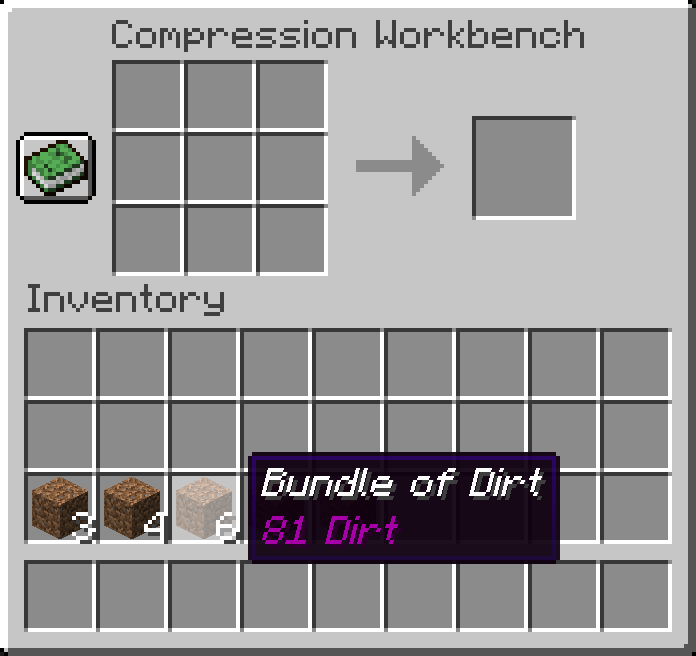 Compression Workbench
Inventory
3 4 6
Bundle of Dirt
81 Dirt